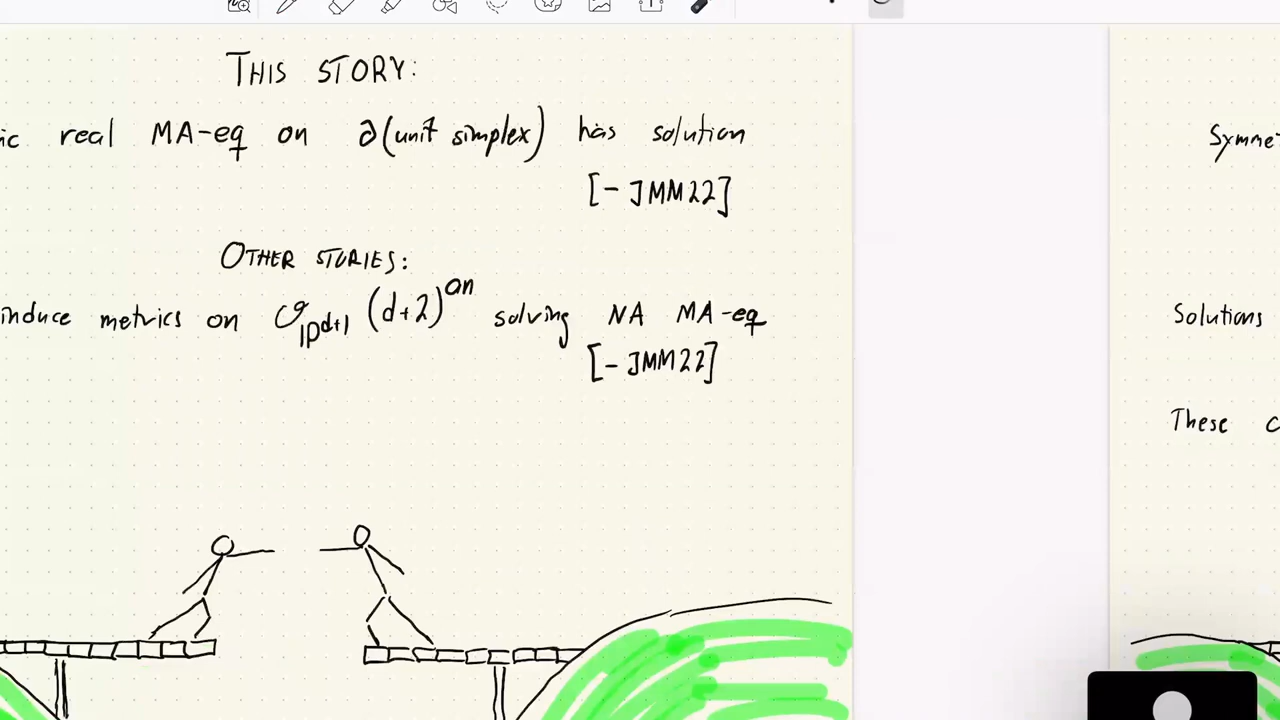 THIS STORY:
ic real MA-eq on ∂(unit simplex) has solution
[- JMM22]
OTHER STORIES:
induce metrics on O_{ℙ^{d+1}}(d+2)^{an} solving NA MA-eq
[- JMM22]
Symme
Solutions
These c